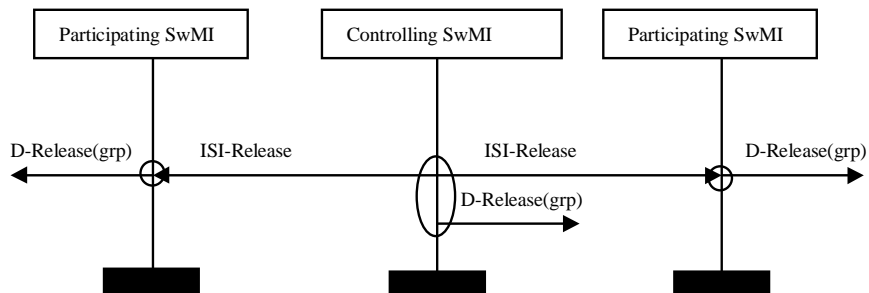 Participating SwMI
Controlling SwMI
Participating SwMI
D-Release(grp)
ISI-Release
ISI-Release
D-Release(grp)
D-Release(grp)